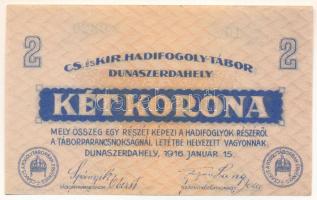 2 2
CS. és KIR. HADIFOGOLY-TÁBOR
DUNASZERDAHELY
KÉT KORONA
MELY ÖSSZEG EGY RÉSZÉT KÉPEZI A HADIFOGLYOK RÉSZÉRŐL
A TÁBORPARANCSNOKSÁGNÁL LETÉTBE HELYEZETT VAGYONNAK.
DUNASZERDAHELY, 1916. JANUÁR 15.